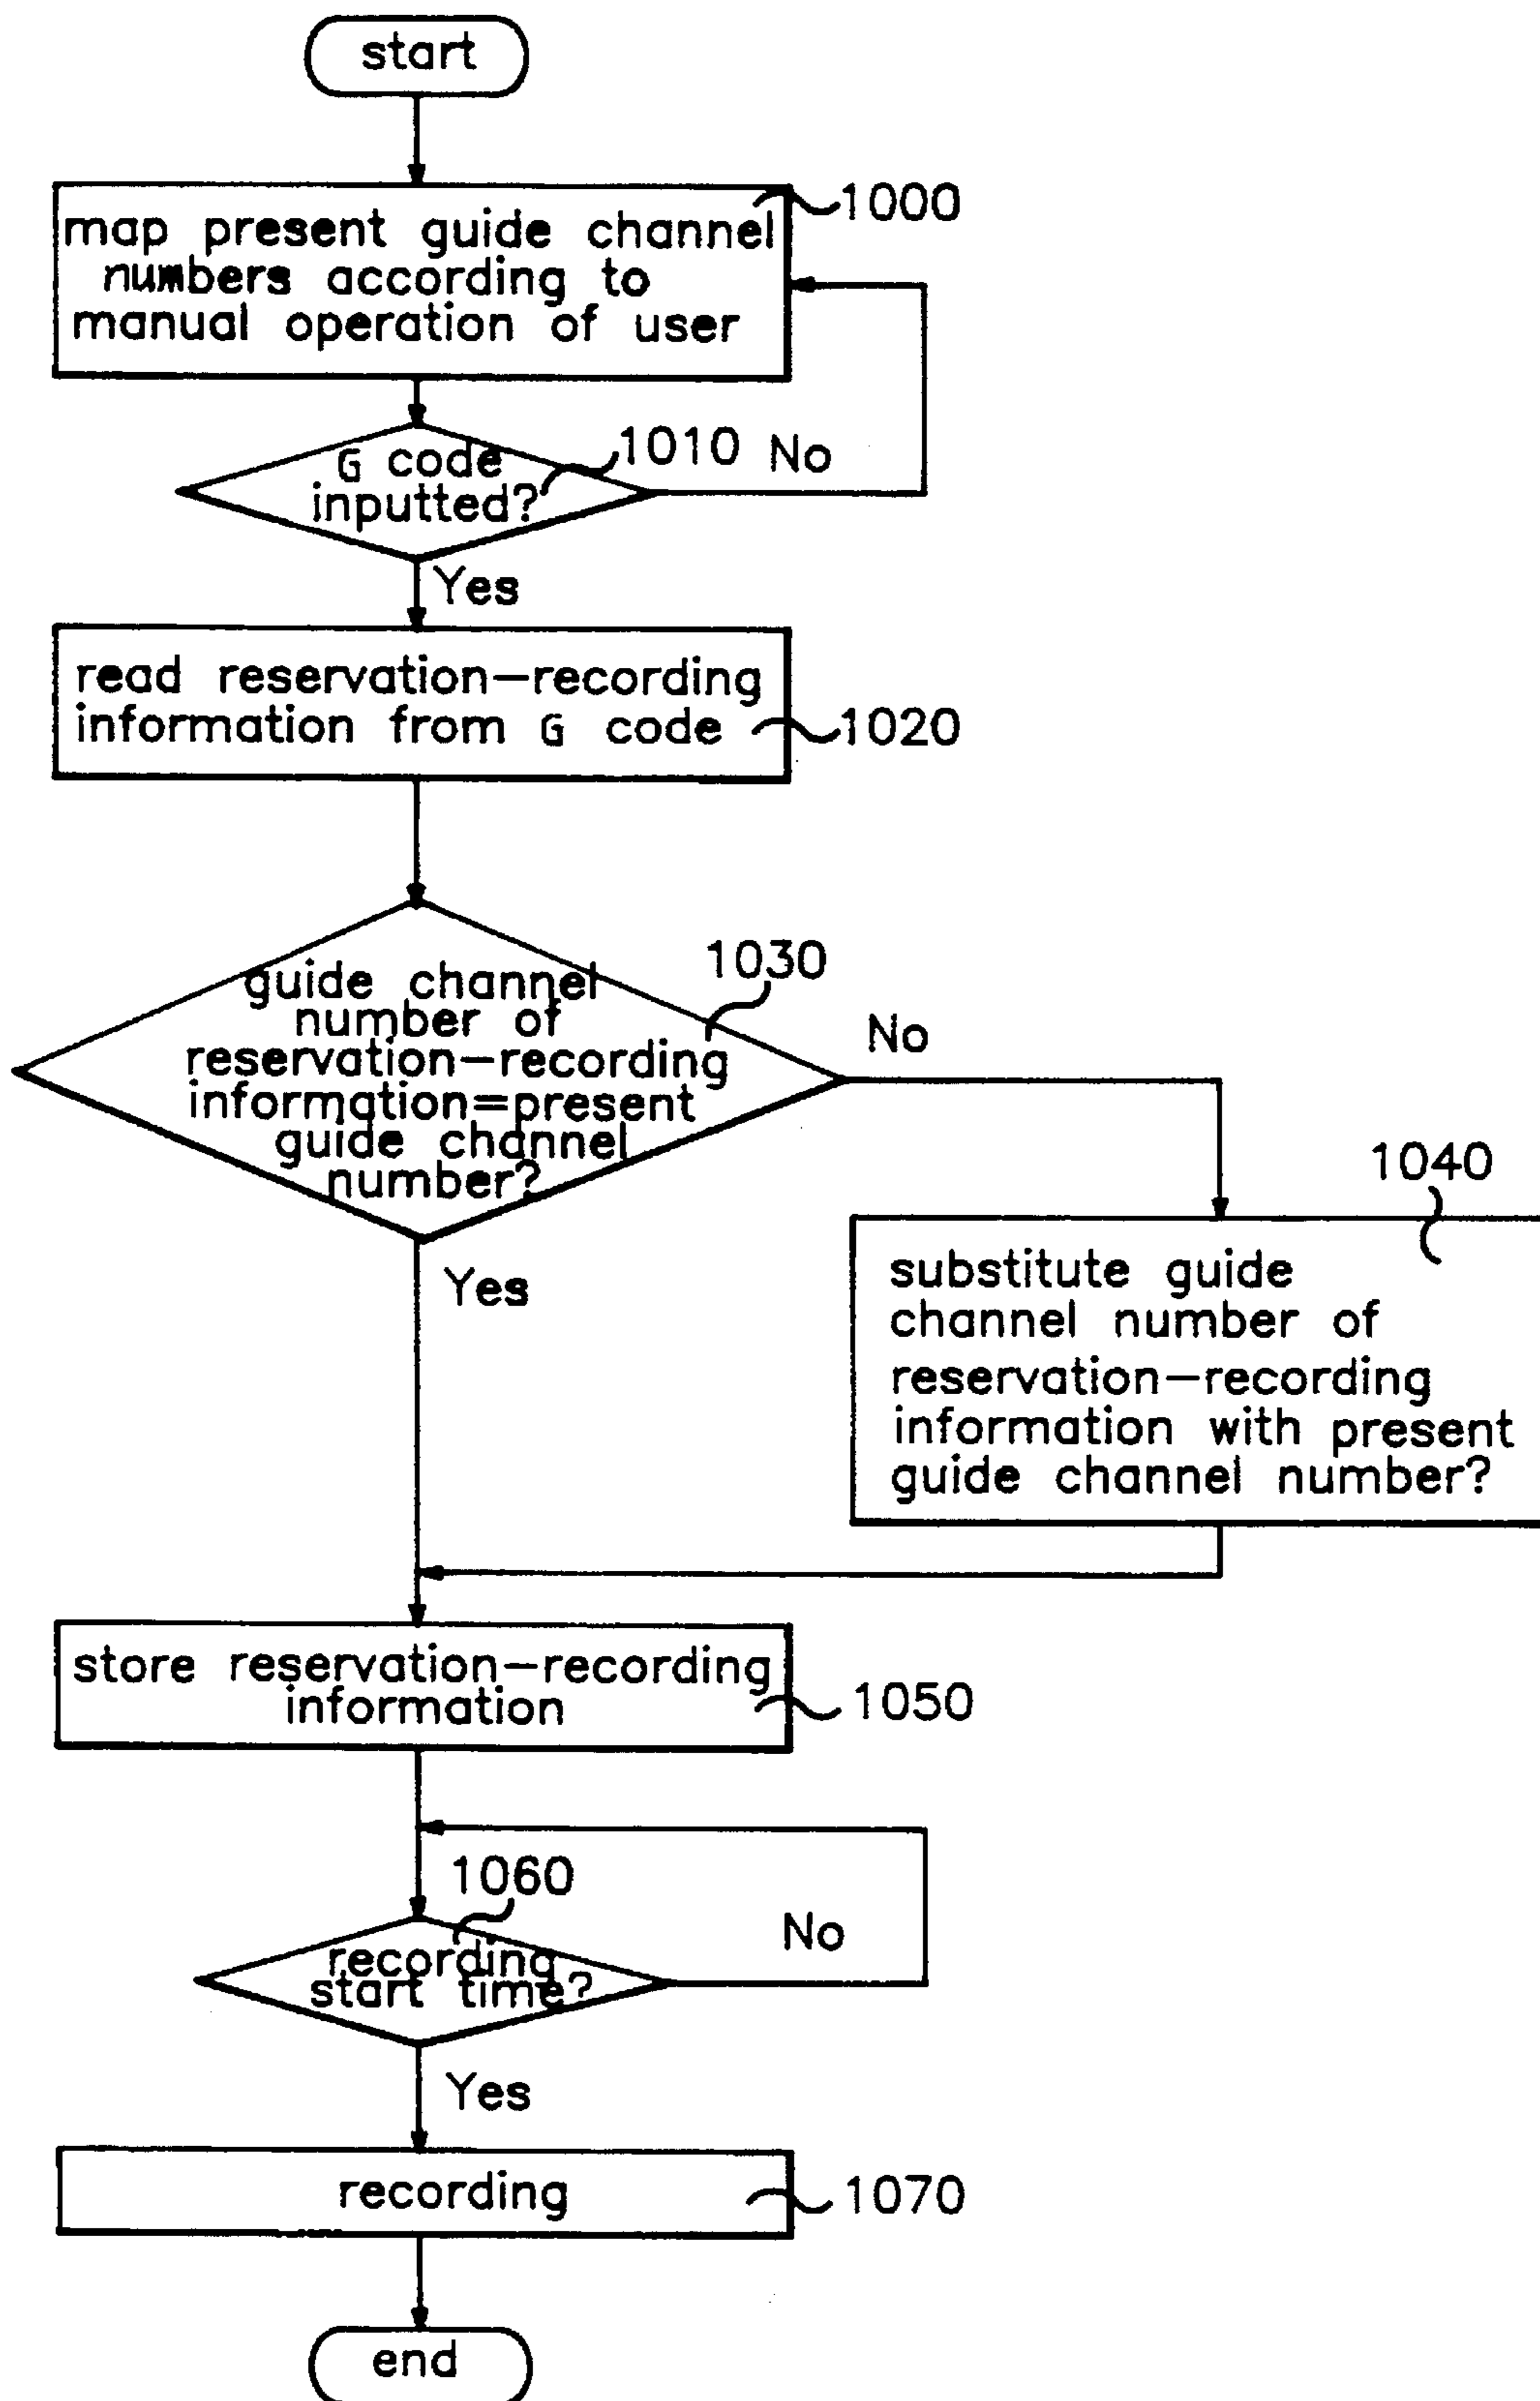 start
1000
map present guide channel
numbers according to
manual operation of user
G code
inputted?
1010
No
Yes
read reservation-recording
information from G code
1020
1030
guide channel
number of
reservation-recording
information=present
guide channel
number?
No
Yes
1040
substitute guide
channel number of
reservation-recording
information with present
guide channel number?
store reservation-recording
information
1050
1060
recording
start time?
No
Yes
recording
1070
end